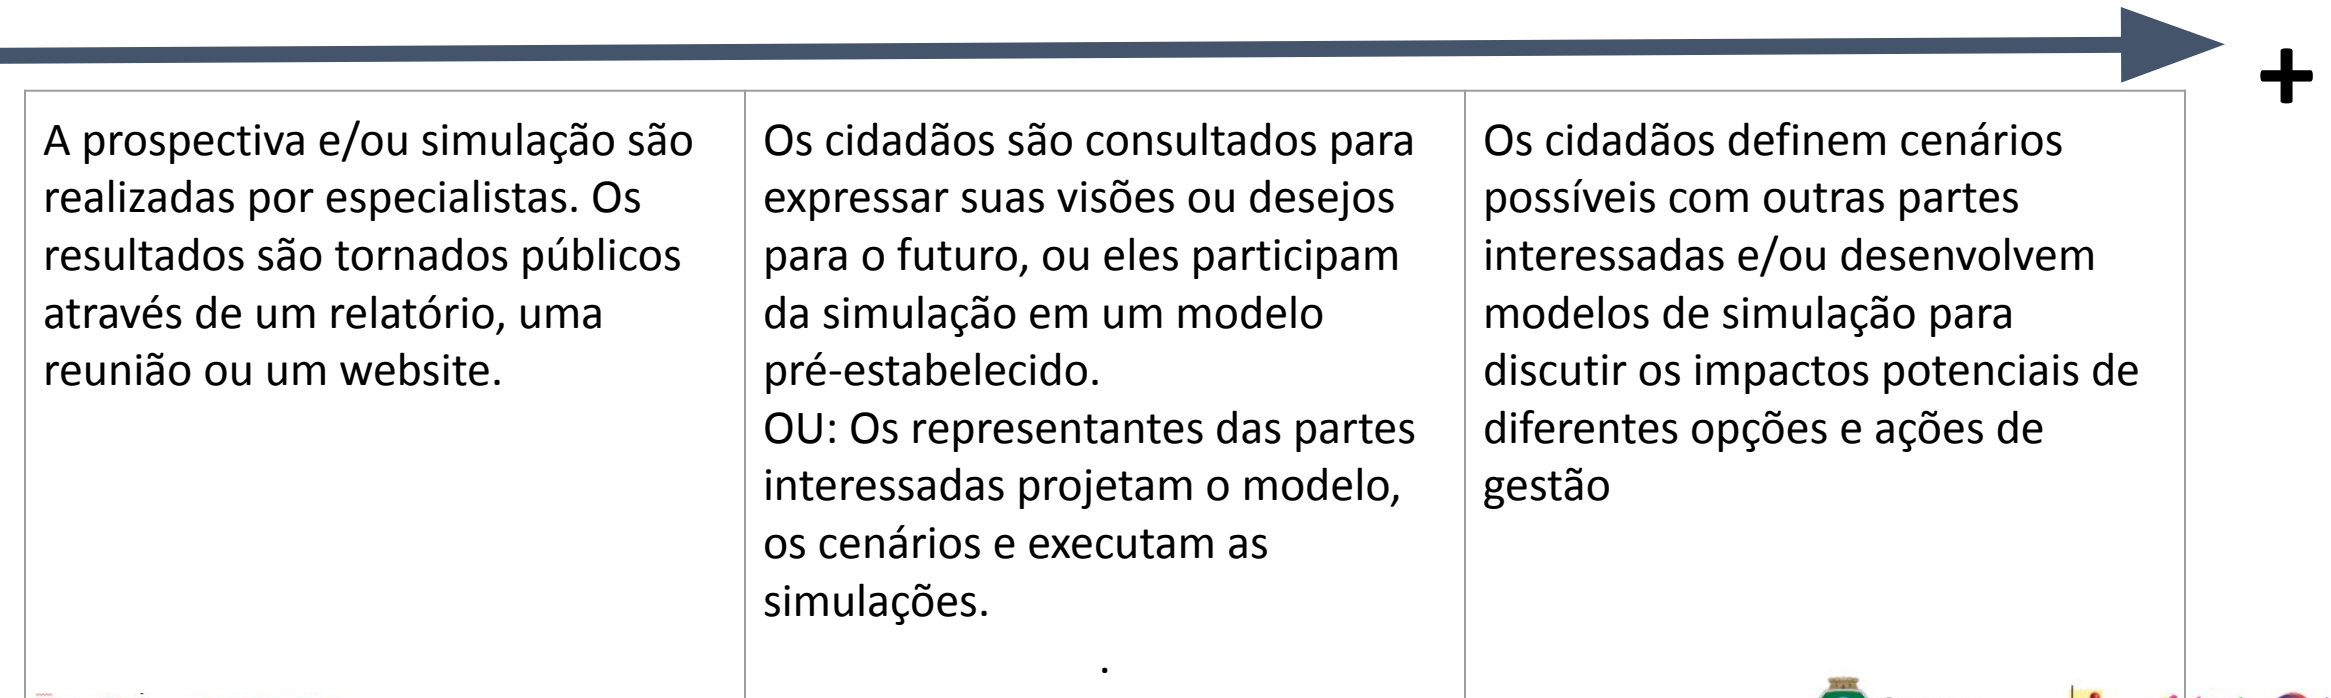 +
A prospectiva e/ou simulação são
realizadas por especialistas. Os
resultados são tornados públicos
através de um relatório, uma
reunião ou um website.
Os cidadãos são consultados para
expressar suas visões ou desejos
para o futuro, ou eles participam
da simulação em um modelo
pré-estabelecido.
OU: Os representantes das partes
interessadas projetam o modelo,
os cenários e executam as
simulações.
.
Os cidadãos definem cenários
possíveis com outras partes
interessadas e/ou desenvolvem
modelos de simulação para
discutir os impactos potenciais de
diferentes opções e ações de
gestão